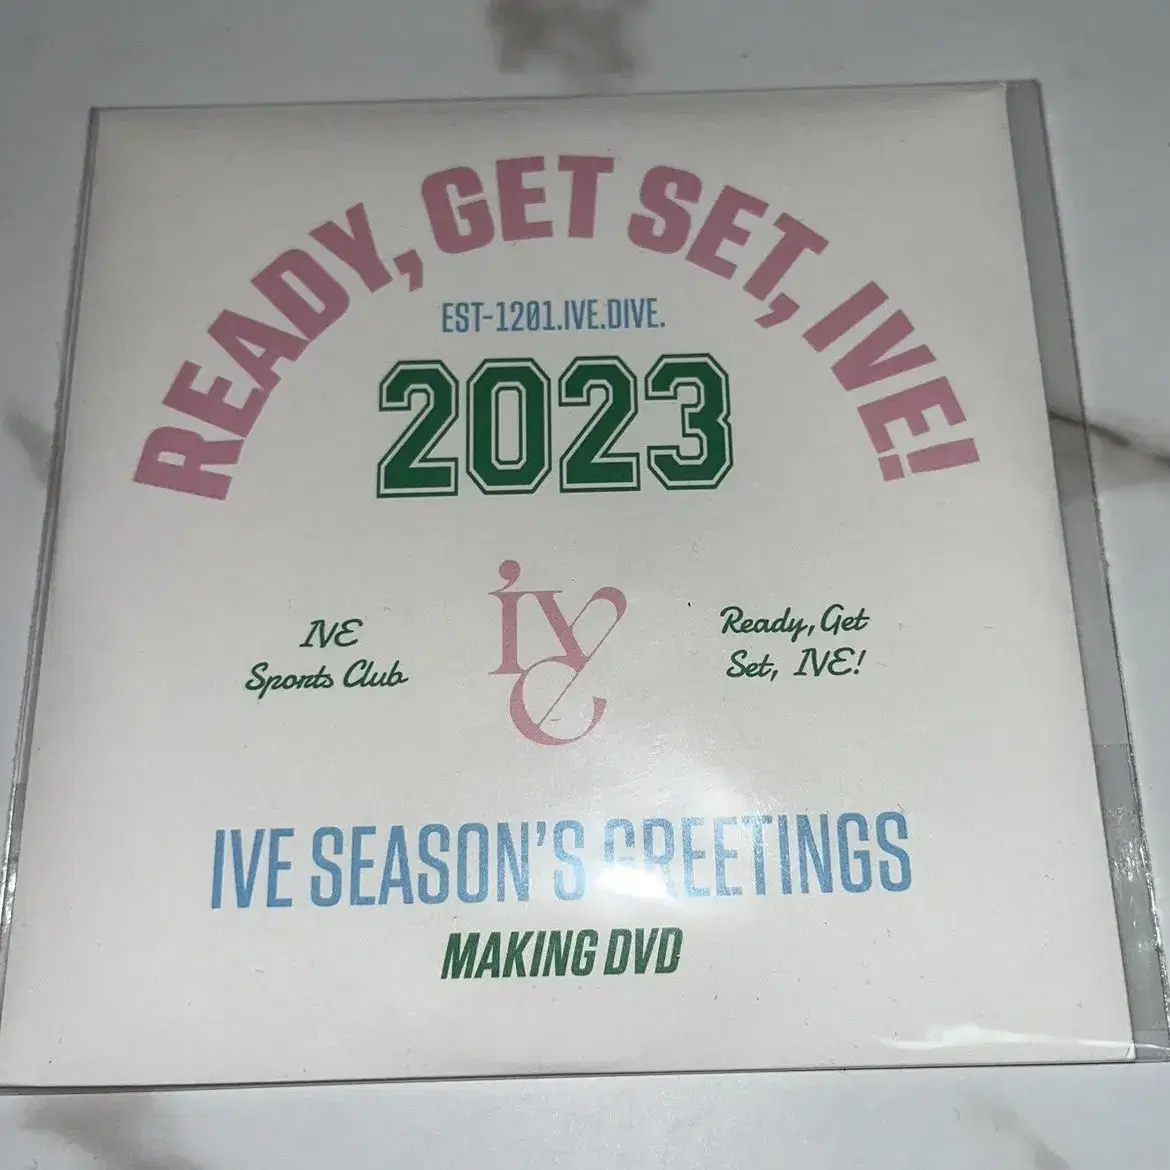 READY, GET SET, IVE!
EST-1201.IVE.DIVE.
2023
IVE
Sports Club
IVE
Ready, Get
Set, IVE!
IVE SEASON'S GREETINGS
MAKING DVD